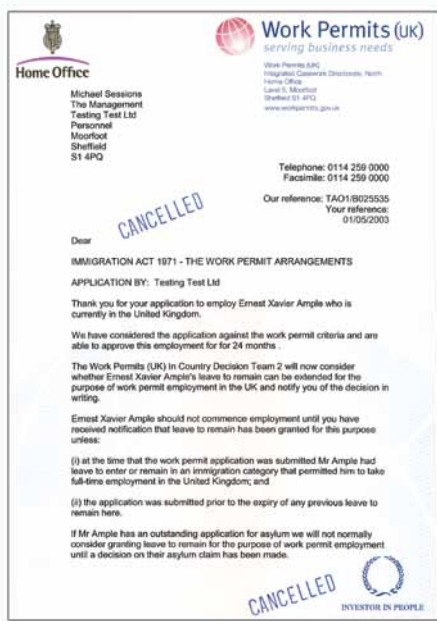 Home Office
Work Permits (UK)
serving business needs
Work Permits (UK)
Integrated Casework Directorate, North
Home Office
Level 5, Moorfoot
Sheffield S1 4PQ
www.workpermits.gov.uk
Michael Sessions
The Management
Testing Test Ltd
Personnel
Moorfoot
Sheffield
S1 4PQ
Telephone: 0114 259 0000
Facsimile: 0114 259 0000
Our reference: TAO1/B025535
Your reference:
01/05/2003
CANCELLED
Dear
IMMIGRATION ACT 1971 - THE WORK PERMIT ARRANGEMENTS
APPLICATION BY: Testing Test Ltd
Thank you for your application to employ Ernest Xavier Ample who is
currently in the United Kingdom.
We have considered the application against the work permit criteria and are
able to approve this employment for for 24 months .
The Work Permits (UK) In Country Decision Team 2 will now consider
whether Ernest Xavier Ample's leave to remain can be extended for the
purpose of work permit employment in the UK and notify you of the decision in
writing.
Ernest Xavier Ample should not commence employment until you have
received notification that leave to remain has been granted for this purpose
unless:
(i) at the time that the work permit application was submitted Mr Ample had
leave to enter or remain in an immigration category that permitted him to take
full-time employment in the United Kingdom; and
(ii) the application was submitted prior to the expiry of any previous leave to
remain here.
If Mr Ample has an outstanding application for asylum we will not normally
consider granting leave to remain for the purpose of work permit employment
until a decision on their asylum claim has been made.
CANCELLED
INVESTOR IN PEOPLE